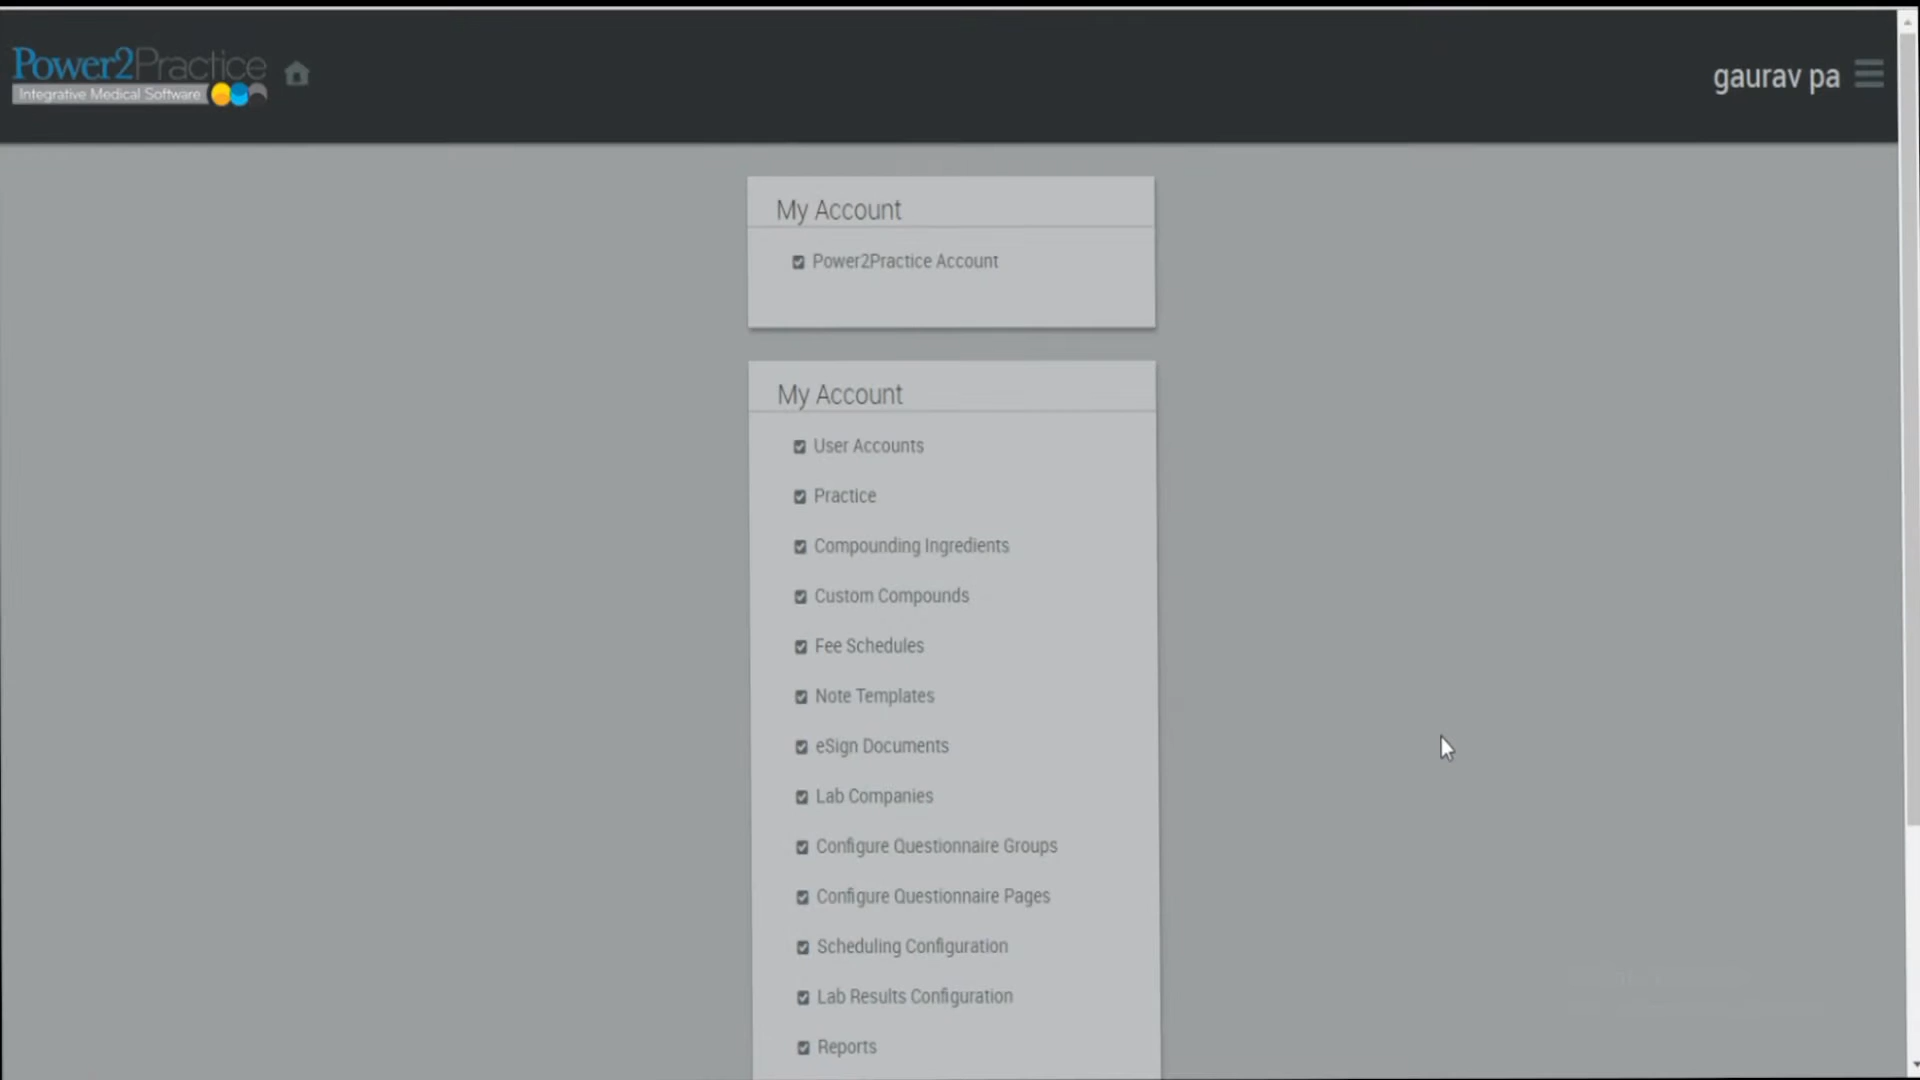 Power2Practice
Integrative Medical Software
gaurav pa
My Account
Power2Practice Account
My Account
User Accounts
Practice
Compounding Ingredients
Custom Compounds
Fee Schedules
Note Templates
eSign Documents
Lab Companies
Configure Questionnaire Groups
Configure Questionnaire Pages
Scheduling Configuration
Lab Results Configuration
Reports